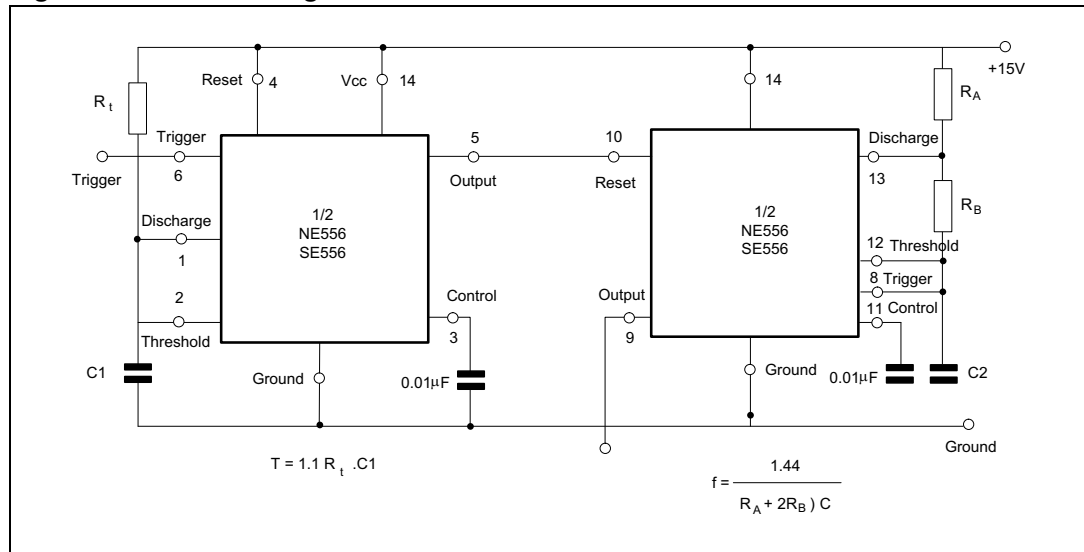 +15V
Reset
4
Vcc
14
14
R t
R A
Trigger
6
Trigger
5
Output
10
Reset
Discharge
13
1/2
NE556
SE556
1/2
NE556
SE556
R B
Discharge
1
12
Threshold
8
Trigger
11
Control
2
Threshold
Control
3
Output
9
C1
Ground
0.01µF
Ground
0.01µF
C2
Ground
T = 1.1 R t .C1
f = 1.44
R A + 2R B ) C